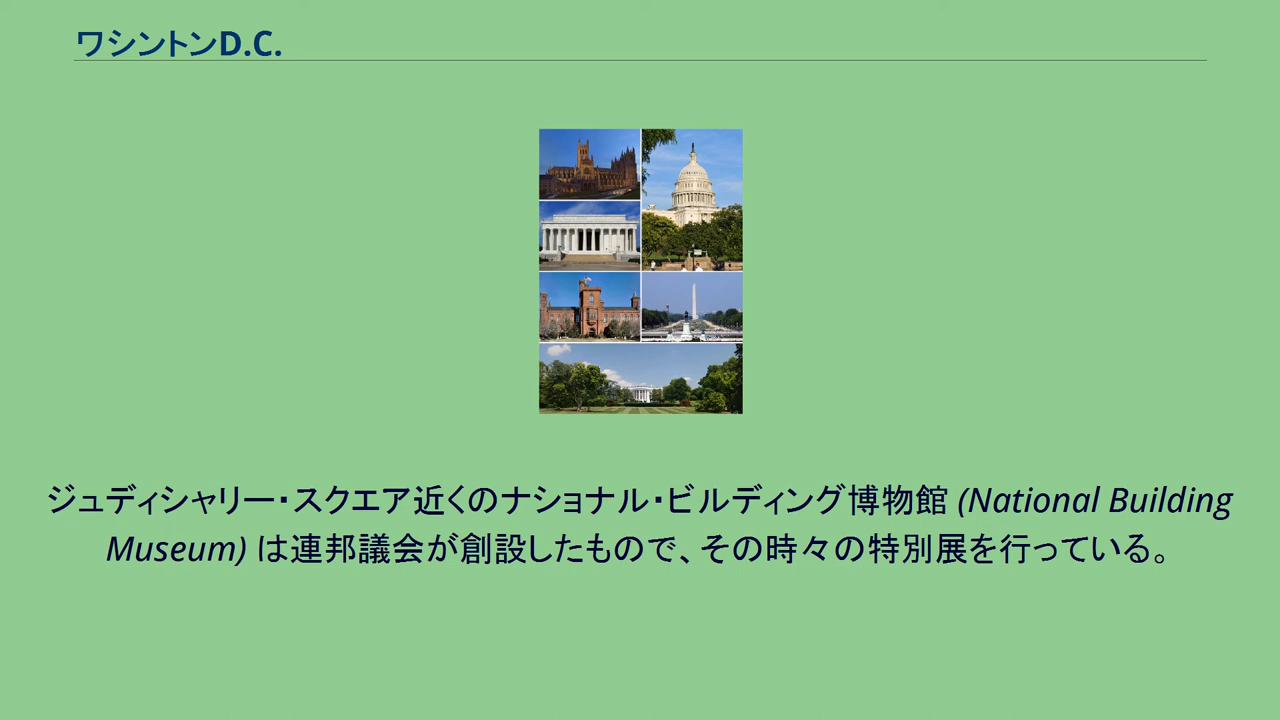 ワシントンD.C.
ジュディシャリー・スクエア近くのナショナル・ビルディング博物館 (National Building
Museum) は連邦議会が創設したもので、その時々の特別展を行っている。